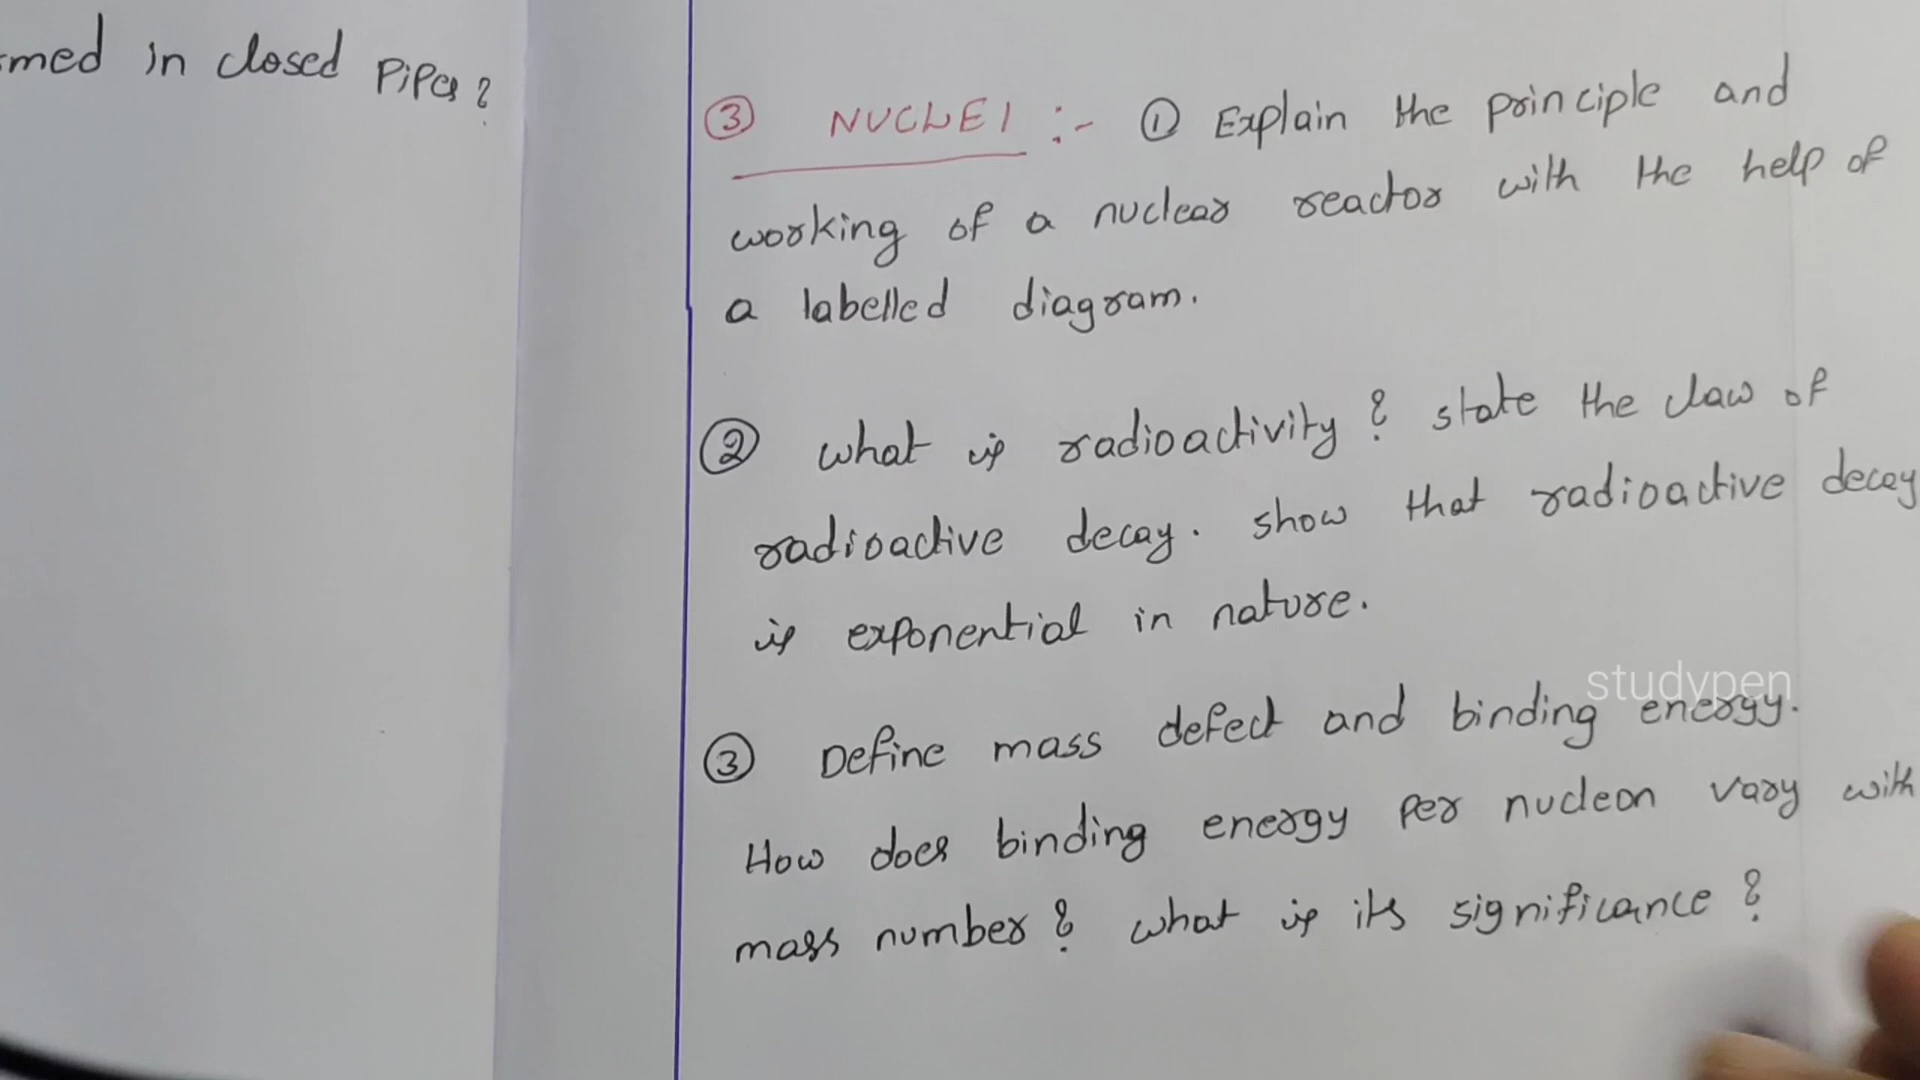 med in closed Pipes?
③ NUCLEI :- ① Explain the principle and
working of a nuclear reactor with the help of
a labelled diagram.
② what is radioactivity? state the law of
radioactive decay. show that radioactive decay
is exponential in nature.
studypen
③ Define mass defect and binding energy.
How does binding energy per nucleon vary with
mass number? what is its significance?